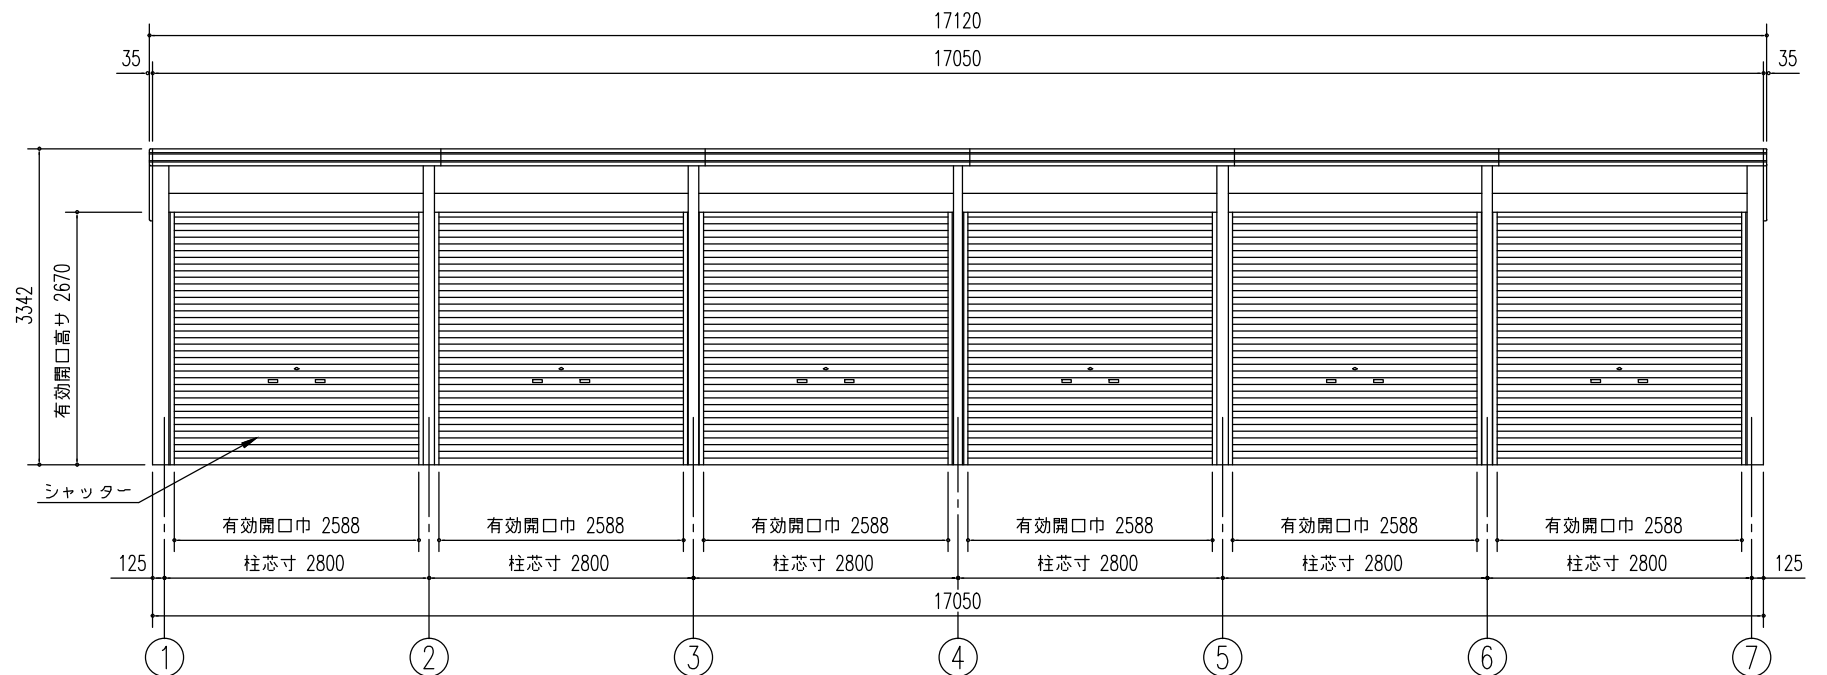 17120
35 17050 35
3342
有効開口高サ 2670
シャッター
有効開口巾 2588 有効開口巾 2588 有効開口巾 2588 有効開口巾 2588 有効開口巾 2588 有効開口巾 2588
125 柱芯寸 2800 柱芯寸 2800 柱芯寸 2800 柱芯寸 2800 柱芯寸 2800 柱芯寸 2800 125
17050
1 2 3 4 5 6 7